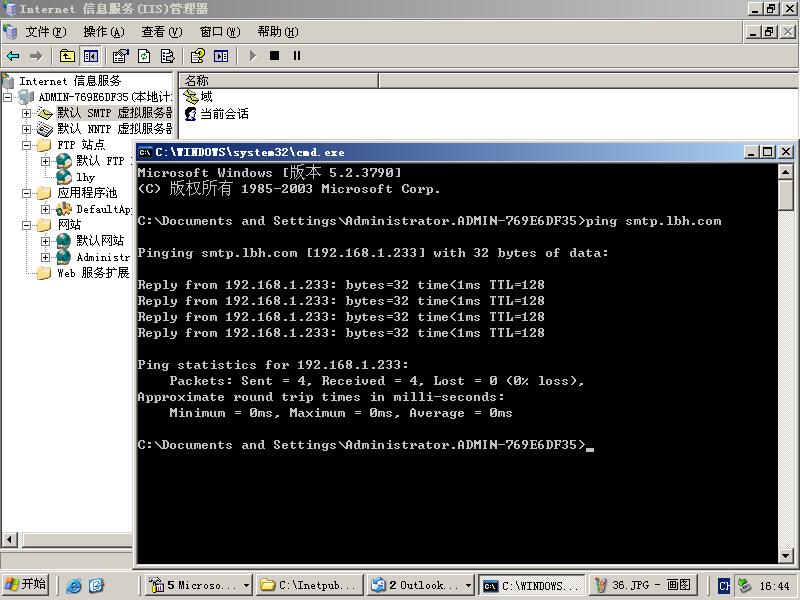 Internet 信息服务(IIS)管理器
文件(F) 操作(A) 查看(V) 窗口(W) 帮助(H)
Internet 信息服务
ADMIN-769E6DF35(本地计
默认 SMTP 虚拟服务器
默认 NNTP 虚拟服务器
FTP 站点
默认 FTP
lhy
应用程序池
DefaultAp
网站
默认网站
Administr
Web 服务扩展
名称
域
当前会话
C:\WINDOWS\system32\cmd.exe
Microsoft Windows [版本 5.2.3790]
(C) 版权所有 1985-2003 Microsoft Corp.
C:\Documents and Settings\Administrator.ADMIN-769E6DF35>ping smtp.lbh.com
Pinging smtp.lbh.com [192.168.1.233] with 32 bytes of data:
Reply from 192.168.1.233: bytes=32 time<1ms TTL=128
Reply from 192.168.1.233: bytes=32 time<1ms TTL=128
Reply from 192.168.1.233: bytes=32 time<1ms TTL=128
Reply from 192.168.1.233: bytes=32 time<1ms TTL=128
Ping statistics for 192.168.1.233:
Packets: Sent = 4, Received = 4, Lost = 0 (0% loss),
Approximate round trip times in milli-seconds:
Minimum = 0ms, Maximum = 0ms, Average = 0ms
C:\Documents and Settings\Administrator.ADMIN-769E6DF35>
开始 5 Microso... C:\Inetpub... 2 Outlook... C:\WINDOWS... 36.JPG - 画图 16:44